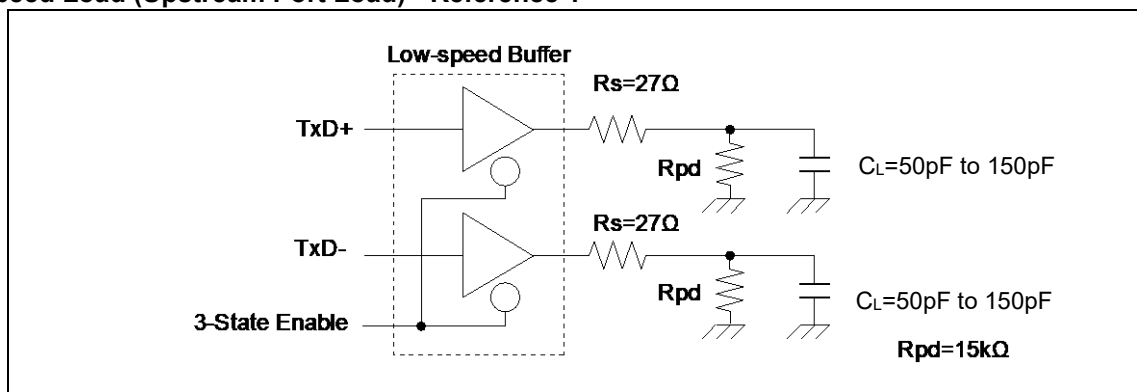 Low-speed Buffer
Rs=27Ω
TxD+
Rpd
CL=50pF to 150pF
Rs=27Ω
TxD-
Rpd
CL=50pF to 150pF
3-State Enable
Rpd=15kΩ